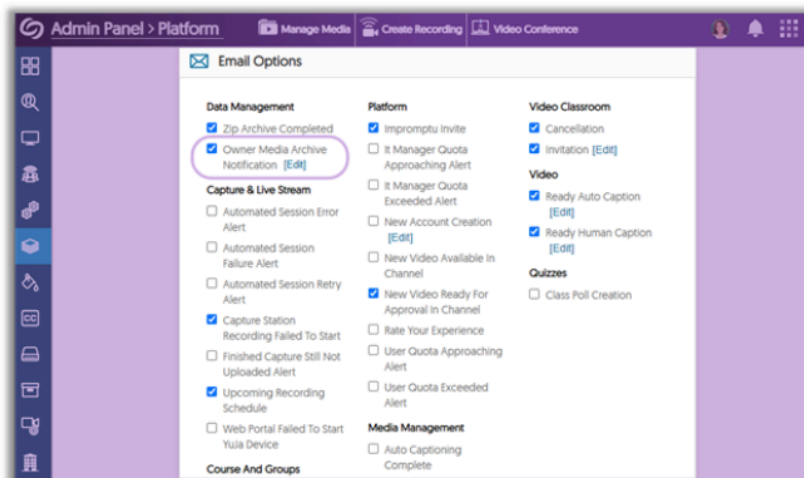 Admin Panel > Platform
Manage Media
Create Recording
Video Conference
Email Options
Data Management
Zip Archive Completed
Owner Media Archive
Notification [Edit]
Capture & Live Stream
Automated Session Error
Alert
Automated Session
Failure Alert
Automated Session Retry
Alert
Capture Station
Recording Failed To Start
Finished Capture Still Not
Uploaded Alert
Upcoming Recording
Schedule
Web Portal Failed To Start
YuJa Device
Course And Groups
Platform
Impromptu Invite
It Manager Quota
Approaching Alert
It Manager Quota
Exceeded Alert
New Account Creation
[Edit]
New Video Available In
Channel
New Video Ready For
Approval In Channel
Rate Your Experience
User Quota Approaching
Alert
User Quota Exceeded
Alert
Media Management
Auto Captioning
Complete
Video Classroom
Cancellation
Invitation [Edit]
Video
Ready Auto Caption
[Edit]
Ready Human Caption
[Edit]
Quizzes
Class Poll Creation
CC